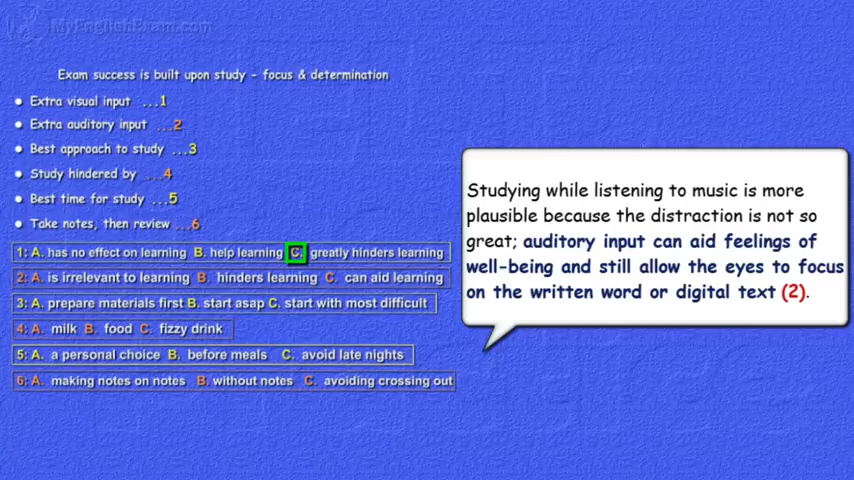 MyEnglishExam.com
Exam success is built upon study - focus & determination
• Extra visual input ...1
• Extra auditory input ...2
• Best approach to study ...3
• Study hindered by ...4
• Best time for study ...5
• Take notes, then review ...6
1: A. has no effect on learning B. help learning C. greatly hinders learning
2: A. is irrelevant to learning B. hinders learning C. can aid learning
3: A. prepare materials first B. start asap C. start with most difficult
4: A. milk B. food C. fizzy drink
5: A. a personal choice B. before meals C. avoid late nights
6: A. making notes on notes B. without notes C. avoiding crossing out
Studying while listening to music is more
plausible because the distraction is not so
great; auditory input can aid feelings of
well-being and still allow the eyes to focus
on the written word or digital text (2).